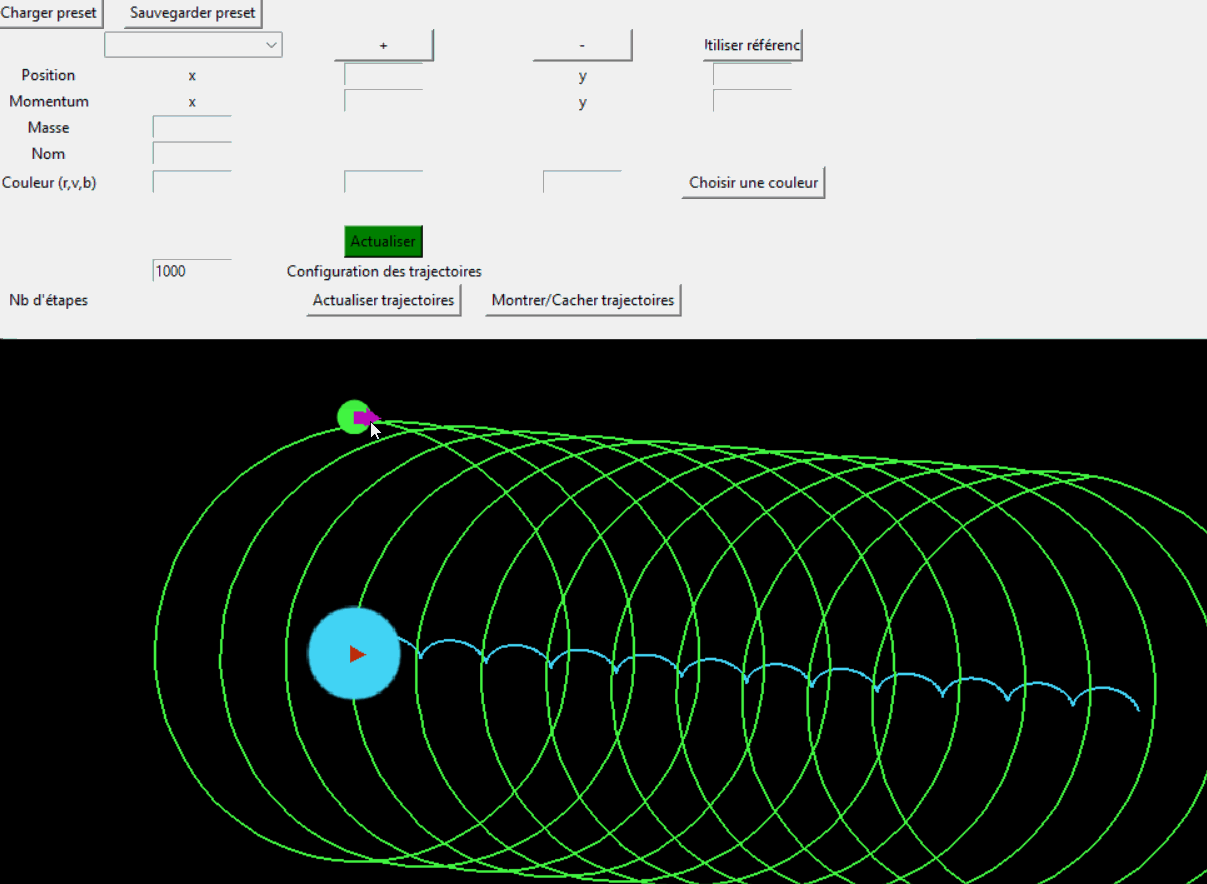 Charger preset Sauvegarder preset
+ - Utiliser référenc
Position x y
Momentum x y
Masse
Nom
Couleur (r,v,b) Choisir une couleur
Actualiser
1000 Configuration des trajectoires
Nb d'étapes Actualiser trajectoires Montrer/Cacher trajectoires